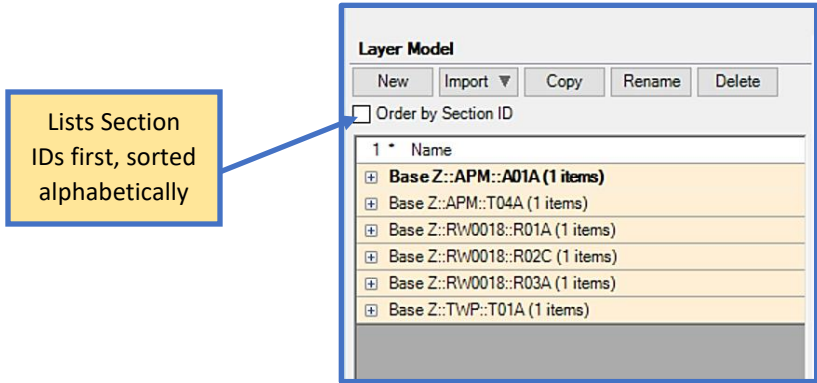 Layer Model
New Import ▼ Copy Rename Delete
Lists Section
IDs first, sorted
alphabetically
Order by Section ID
1 * Name
Base Z::APM::A01A (1 items)
Base Z::APM::T04A (1 items)
Base Z::RW0018::R01A (1 items)
Base Z::RW0018::R02C (1 items)
Base Z::RW0018::R03A (1 items)
Base Z::TWP::T01A (1 items)